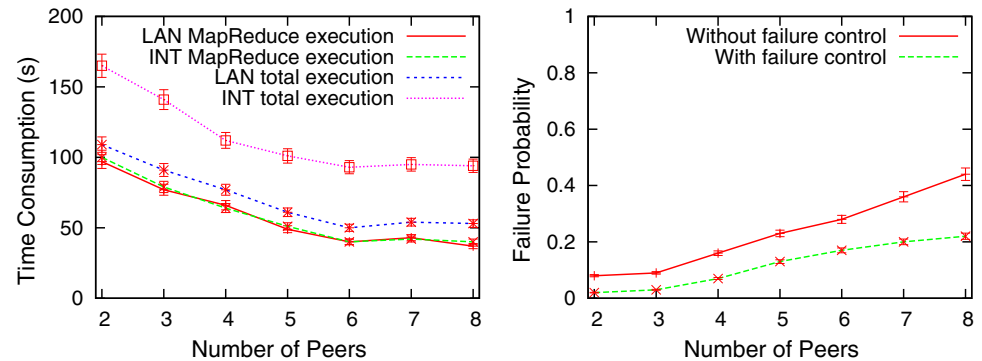 Time Consumption (s)
200
150
100
50
0
LAN MapReduce execution
INT MapReduce execution
LAN total execution
INT total execution
2 3 4 5 6 7 8
Number of Peers
Failure Probability
1
0.8
0.6
0.4
0.2
0
Without failure control
With failure control
2 3 4 5 6 7 8
Number of Peers